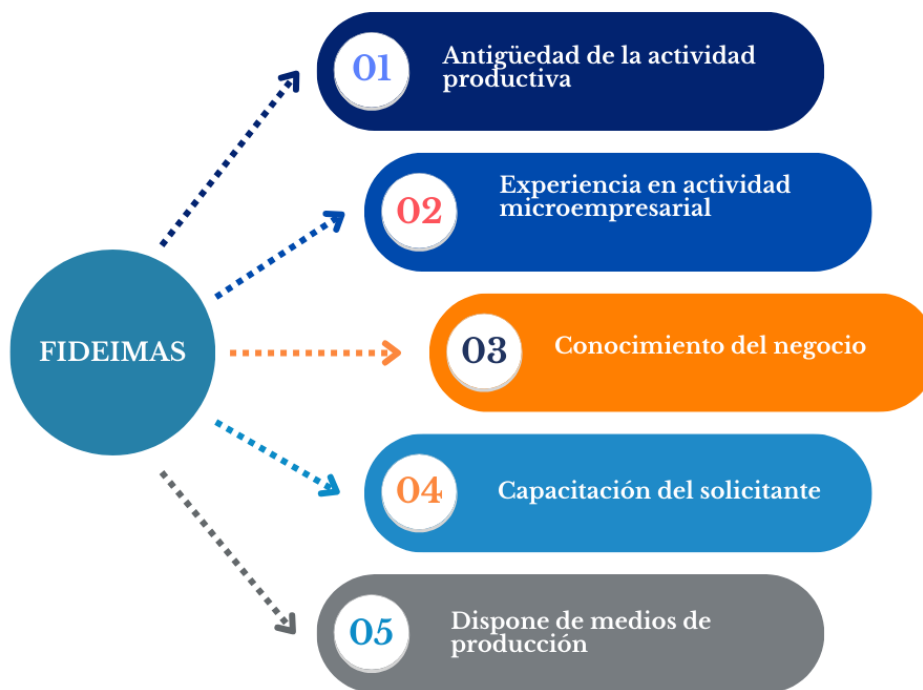 01
Antigüedad de la actividad
productiva
02
Experiencia en actividad
microempresarial
FIDEIMAS
03
Conocimiento del negocio
04
Capacitación del solicitante
05
Dispone de medios de
producción